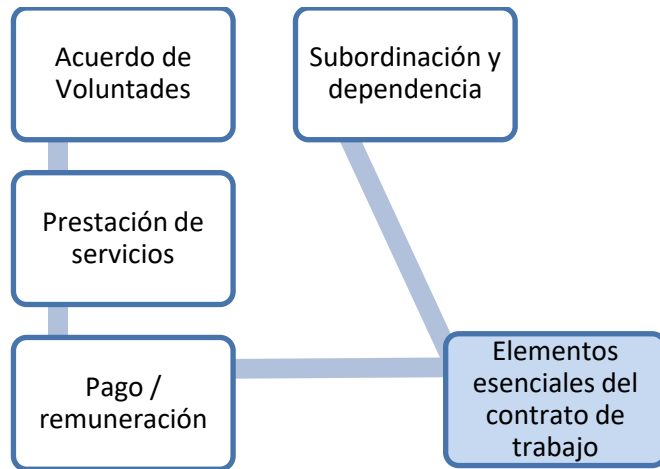 Acuerdo de
Voluntades
Subordinación y
dependencia
Prestación de
servicios
Pago /
remuneración
Elementos
esenciales del
contrato de
trabajo